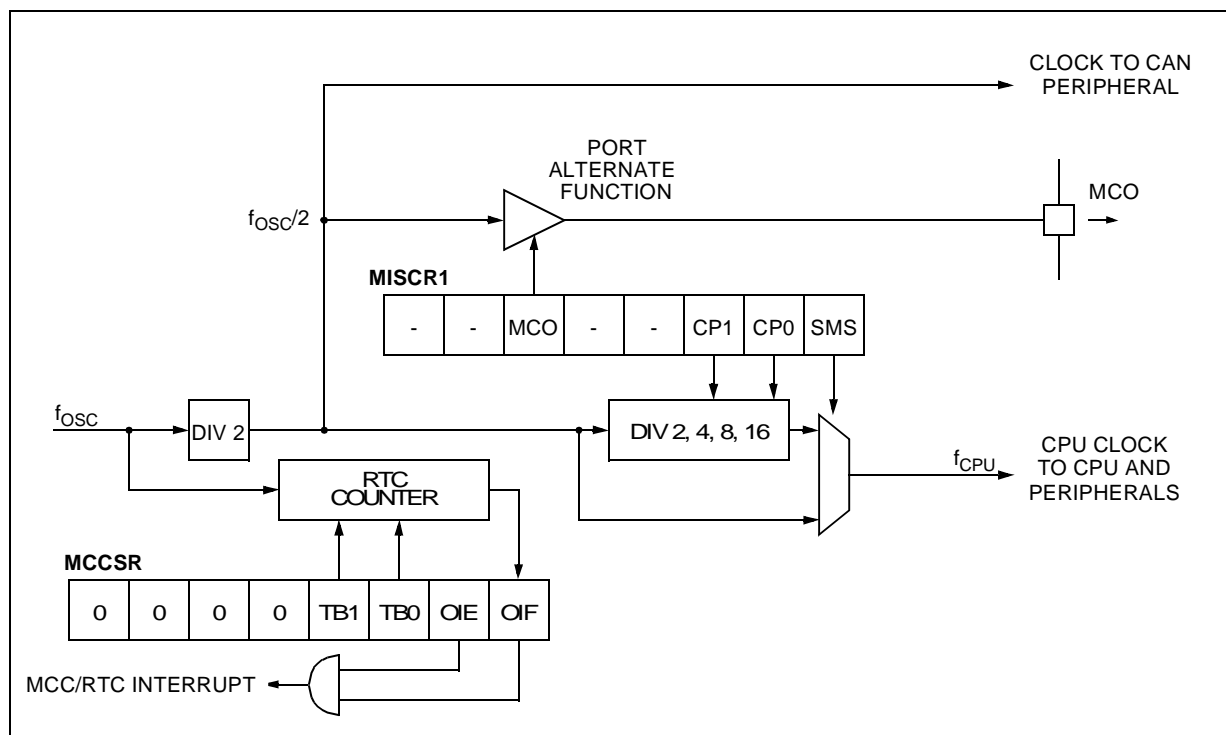 CLOCK TO CAN
PERIPHERAL
PORT
ALTERNATE
FUNCTION
MCO
fOSC/2
MISCR1
- - MCO - - CP1 CP0 SMS
fOSC
DIV 2
DIV 2, 4, 8, 16
fCPU
CPU CLOCK
TO CPU AND
PERIPHERALS
RTC
COUNTER
MCCSR
0 0 0 0 TB1 TB0 OIE OIF
MCC/RTC INTERRUPT